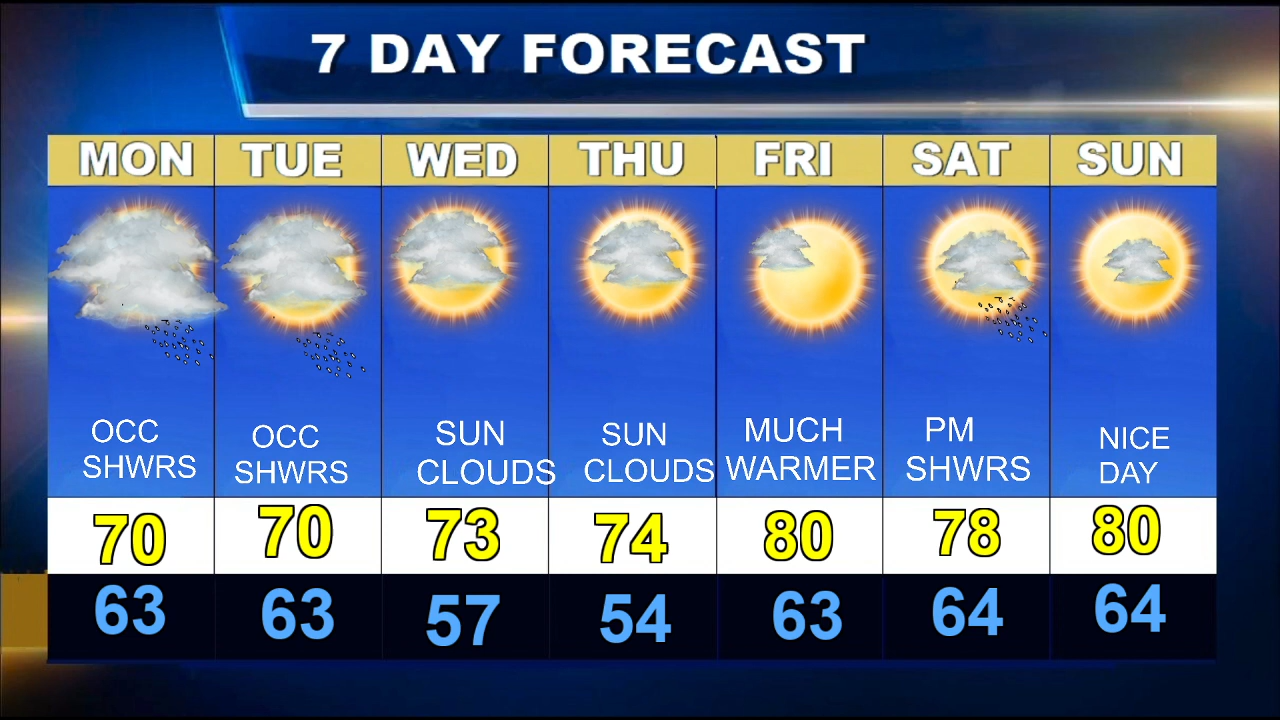 7 DAY FORECAST
MON TUE WED THU FRI SAT SUN
OCC SHWRS
OCC SHWRS
SUN CLOUDS
SUN CLOUDS
MUCH WARMER
PM SHWRS
NICE DAY
70 70 73 74 80 78 80
63 63 57 54 63 64 64